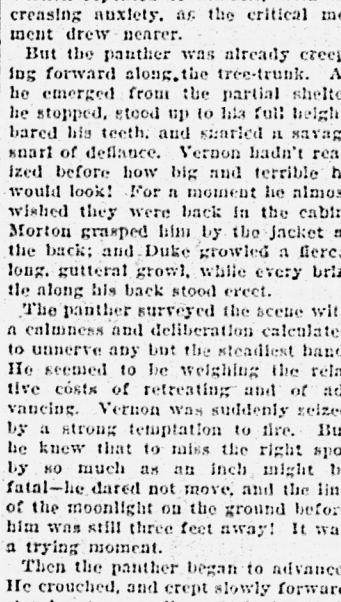 creasing anxiety, as the critical mo
ment drew nearer.
But the panther was already creep
ing forward along the tree-trunk. A
he emerged from the partial shelte
he stopped, stood up to his full heigh
bared his teeth, and snarled a savag
snarl of defiance. Vernon hadn't rea
ized before how big and terrible h
would look! For a moment he almos
wished they were back in the cabin
Morton grasped him by the jacket a
the back; and Duke growled a fierc
long, gutteral growl, while every bris
tle along his back stood erect.
The panther surveyed the scene wit
a calmness and deliberation calculate
to unnerve any but the steadiest hand
He seemed to be weighing the rela
tive costs of retreating and of ad
vancing. Vernon was suddenly seize
by a strong temptation to fire. Bu
he knew that to miss the right spo
by so much as an inch might b
fatal—he dared not move, and the lin
of the moonlight on the ground befor
him was still three feet away! It wa
a trying moment.
Then the panther began to advance
He crouched, and crept slowly forward